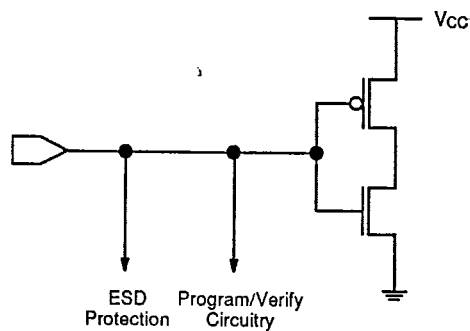 Vcc
ESD
Protection
Program/Verify
Circuitry